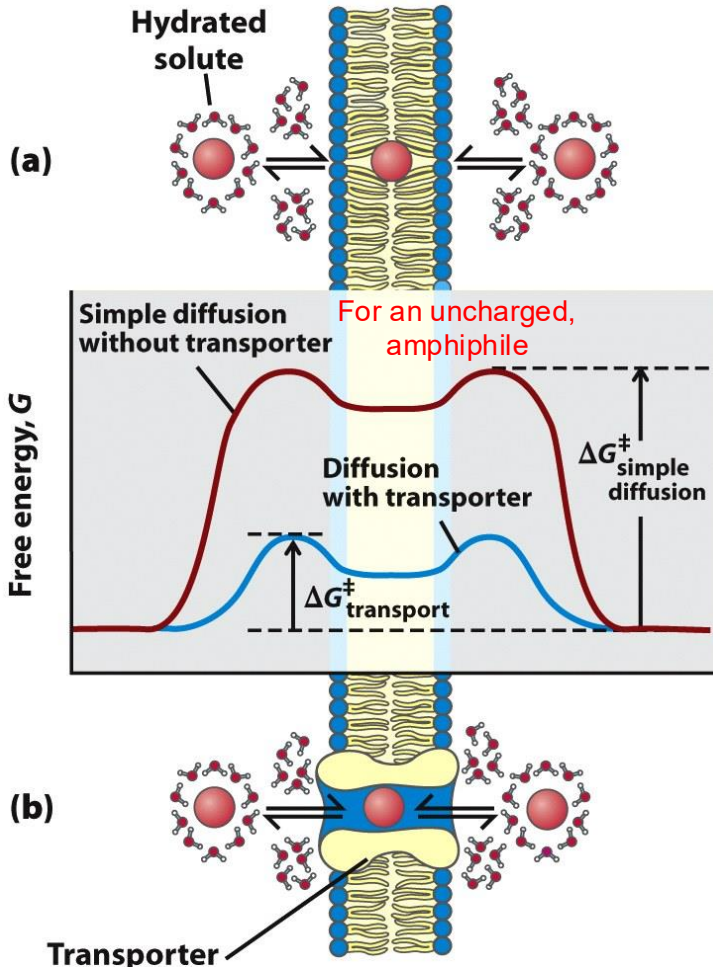 Hydrated
solute
(a)
Simple diffusion
without transporter
For an uncharged,
amphiphile
Free energy, G
Diffusion
with transporter
ΔG‡simple
diffusion
ΔG‡transport
(b)
Transporter